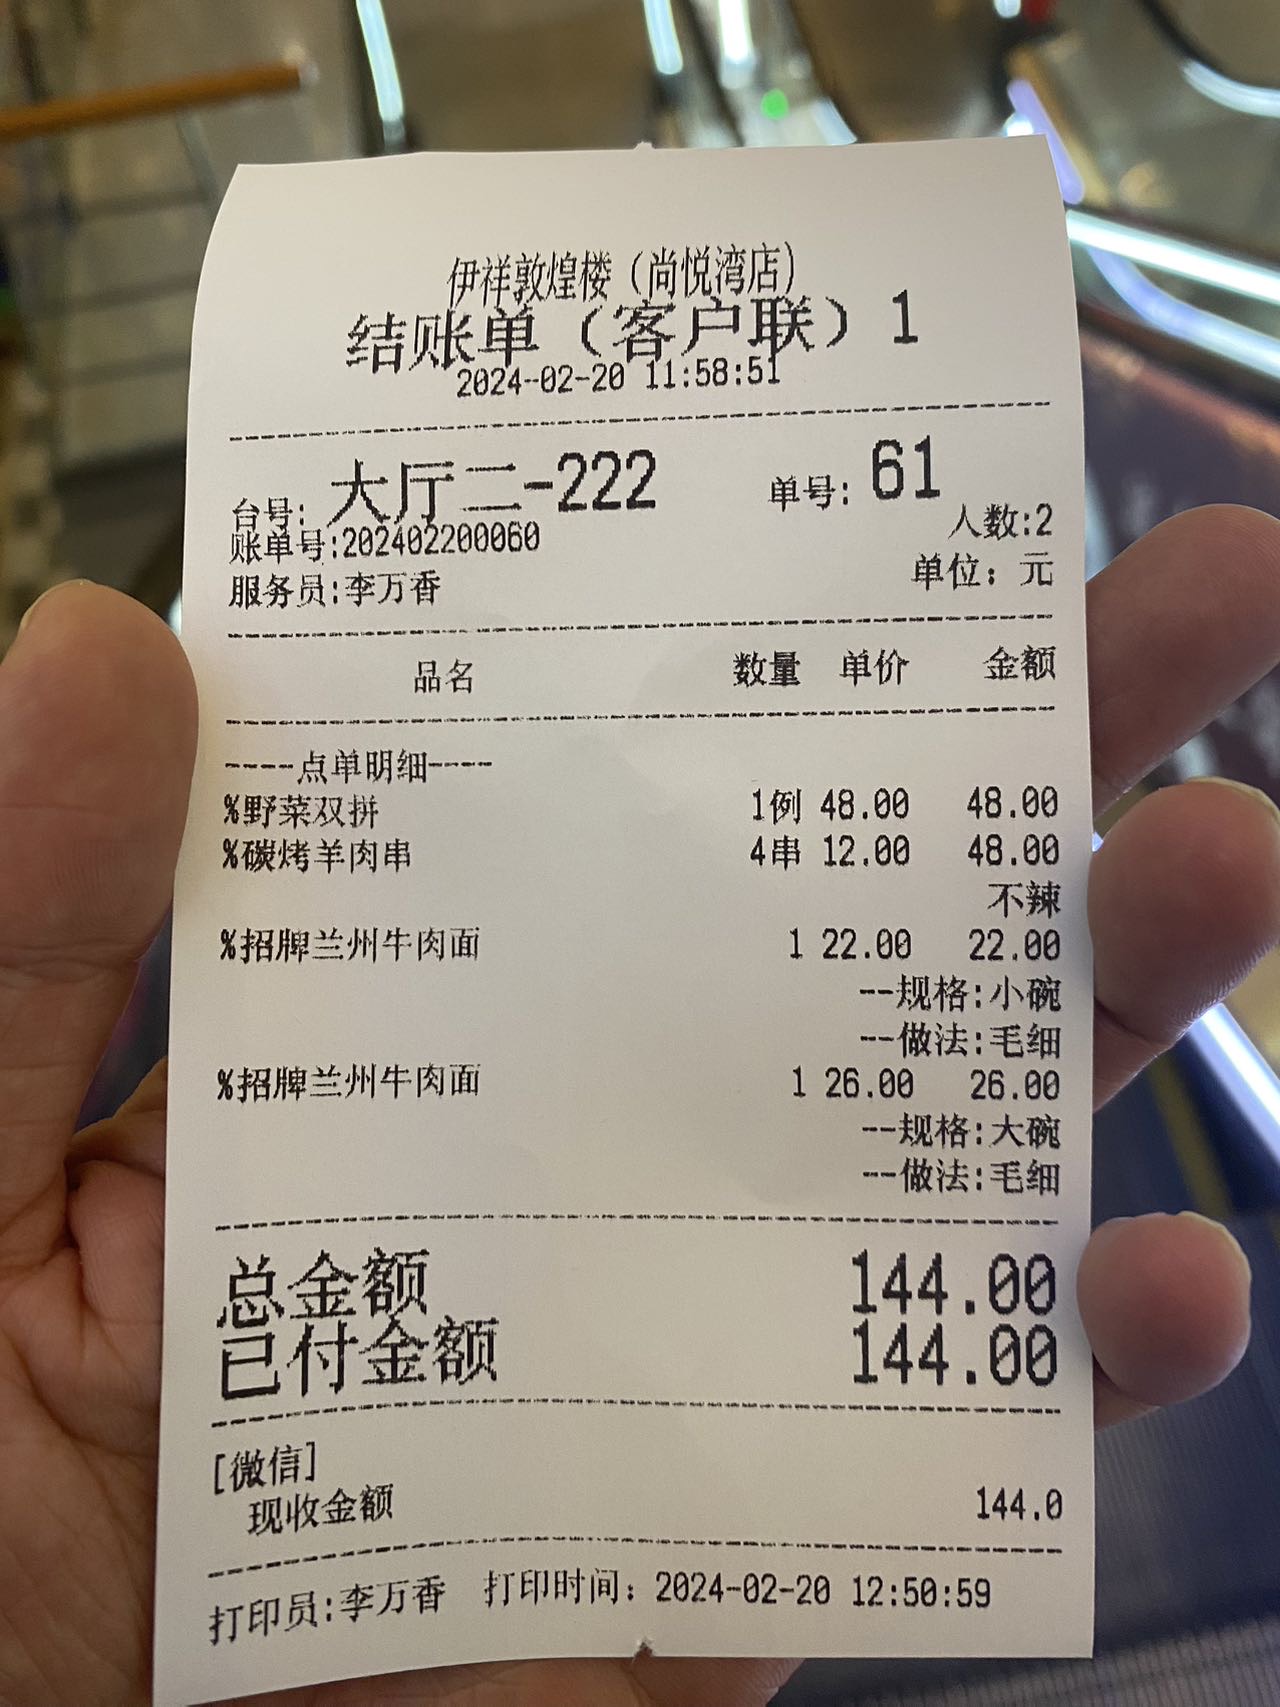 伊祥敦煌楼（尚悦湾店）
结账单（客户联）1
2024-02-20 11:58:51
台号：大厅二-222 单号：61
账单号:202402200060 人数:2
服务员:李万香 单位：元
品名 数量 单价 金额
----点单明细----
%野菜双拼 1例 48.00 48.00
%碳烤羊肉串 4串 12.00 48.00
不辣
%招牌兰州牛肉面 1 22.00 22.00
--规格:小碗
--做法:毛细
%招牌兰州牛肉面 1 26.00 26.00
--规格:大碗
--做法:毛细
总金额 144.00
已付金额 144.00
[微信]
现收金额 144.0
打印员:李万香 打印时间：2024-02-20 12:50:59